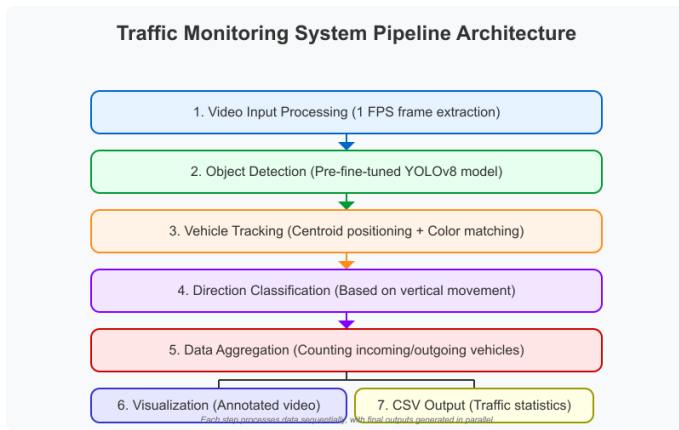 Traffic Monitoring System Pipeline Architecture
1. Video Input Processing (1 FPS frame extraction)
2. Object Detection (Pre-fine-tuned YOLOv8 model)
3. Vehicle Tracking (Centroid positioning + Color matching)
4. Direction Classification (Based on vertical movement)
5. Data Aggregation (Counting incoming/outgoing vehicles)
6. Visualization (Annotated video)
7. CSV Output (Traffic statistics)
Each step processes data sequentially, with final outputs generated in parallel